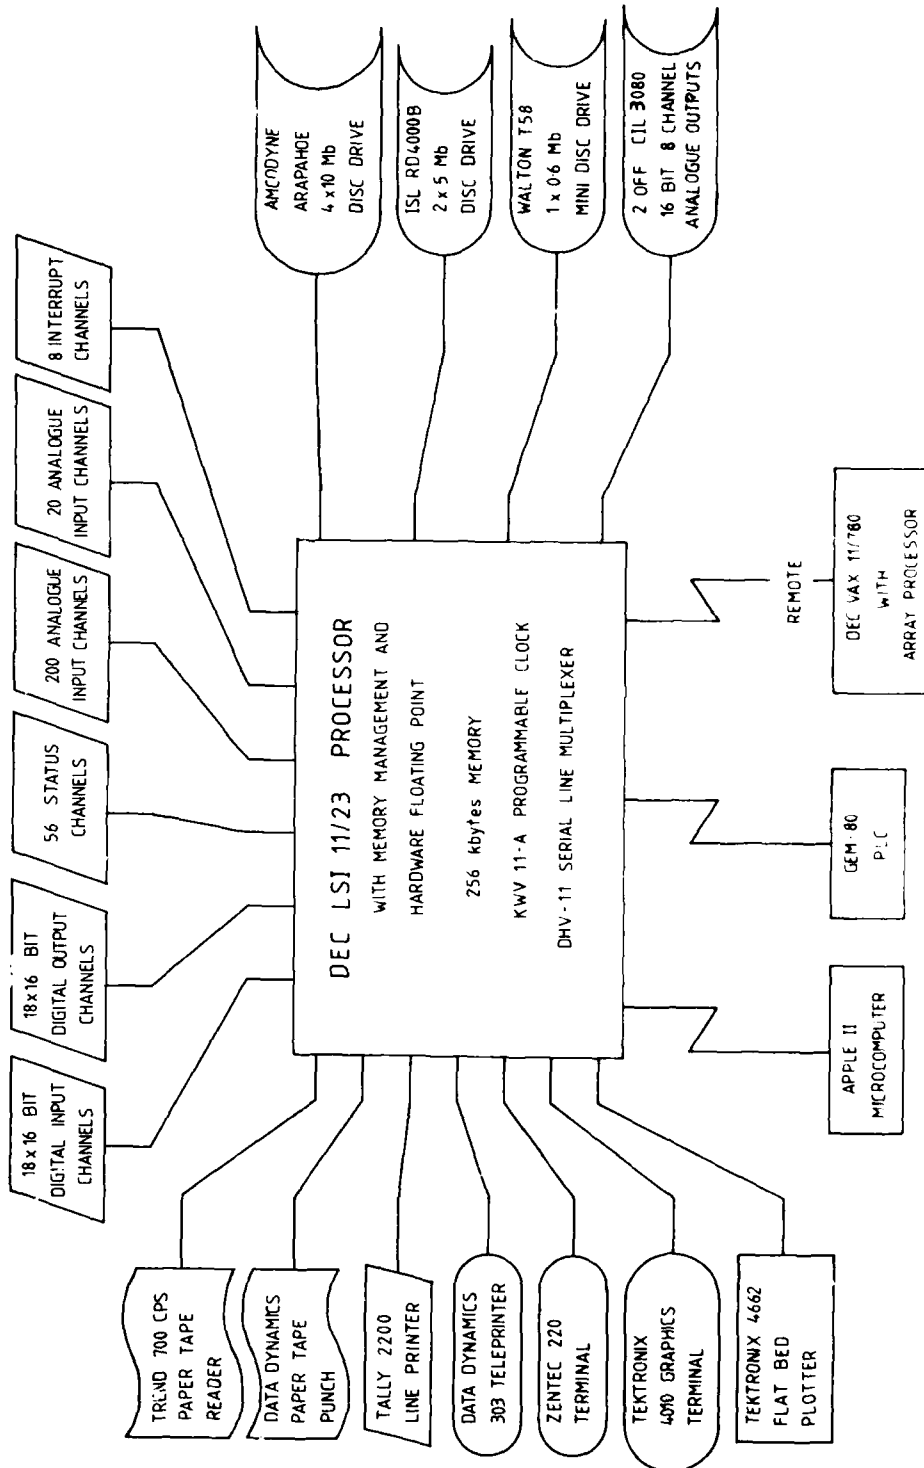 TREND 700 CPS
PAPER TAPE
READER
DATA DYNAMICS
PAPER TAPE
PUNCH
TALLY 2200
LINE PRINTER
DATA DYNAMICS
303 TELEPRINTER
ZENTEC 220
TERMINAL
TEKTRONIX
4010 GRAPHICS
TERMINAL
TEKTRONIX 4662
FLAT BED
PLOTTER
18x16 BIT
DIGITAL INPUT
CHANNELS
18x16 BIT
DIGITAL OUTPUT
CHANNELS
56 STATUS
CHANNELS
200 ANALOGUE
INPUT CHANNELS
20 ANALOGUE
INPUT CHANNELS
8 INTERRUPT
CHANNELS
DEC LSI 11/23 PROCESSOR
WITH MEMORY MANAGEMENT AND
HARDWARE FLOATING POINT
256 kbytes MEMORY
KWV 11-A PROGRAMMABLE CLOCK
DHV-11 SERIAL LINE MULTIPLEXER
AMCODYNE
ARAPAHOE
4 x 10 Mb
DISC DRIVE
ISL RD4000B
2 x 5 Mb
DISC DRIVE
WALTON T58
1 x 0·6 Mb
MINI DISC DRIVE
2 OFF CIL 3080
16 BIT 8 CHANNEL
ANALOGUE OUTPUTS
APPLE II
MICROCOMPUTER
GEM·80
PLC
REMOTE
DEC VAX 11/780
WITH
ARRAY PROCESSOR